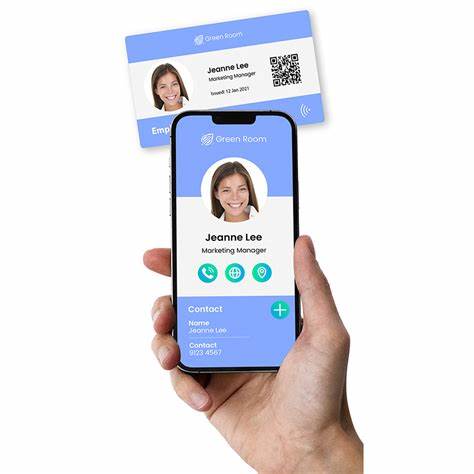 Green Room
Jeanne Lee
Marketing Manager
Issued: 12 Jan 2021
Emp
Green Room
Jeanne Lee
Marketing Manager
Contact
Name
Jeanne Lee
Contact
9123 4567